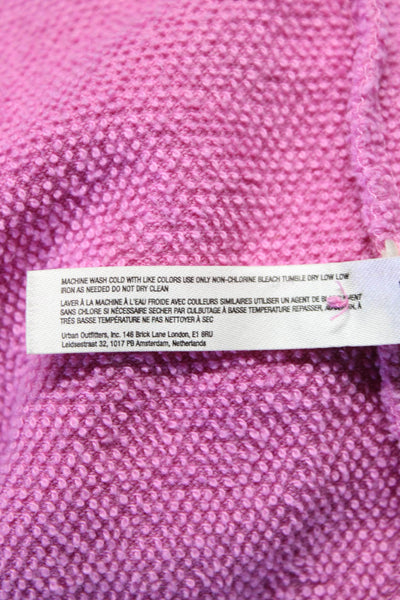 MACHINE WASH COLD WITH LIKE COLORS USE ONLY NON-CHLORINE BLEACH TUMBLE DRY LOW LOW
IRON AS NEEDED DO NOT DRY CLEAN
LAVER À LA MACHINE À L'EAU FROIDE AVEC COULEURS SIMILAIRES UTILISER UN AGENT DE
SANS CHLORE SI NÉCESSAIRE SECHER PAR CULBUTAGE À BASSE TEMPERATURE REPASSER, À
TRÈS BASSE TEMPÉRATURE NE PAS NETTOYER À SEC
Urban Outfitters, Inc. 146 Brick Lane London, E1 6RU
Leidsestraat 32, 1017 PB Amsterdam, Netherlands